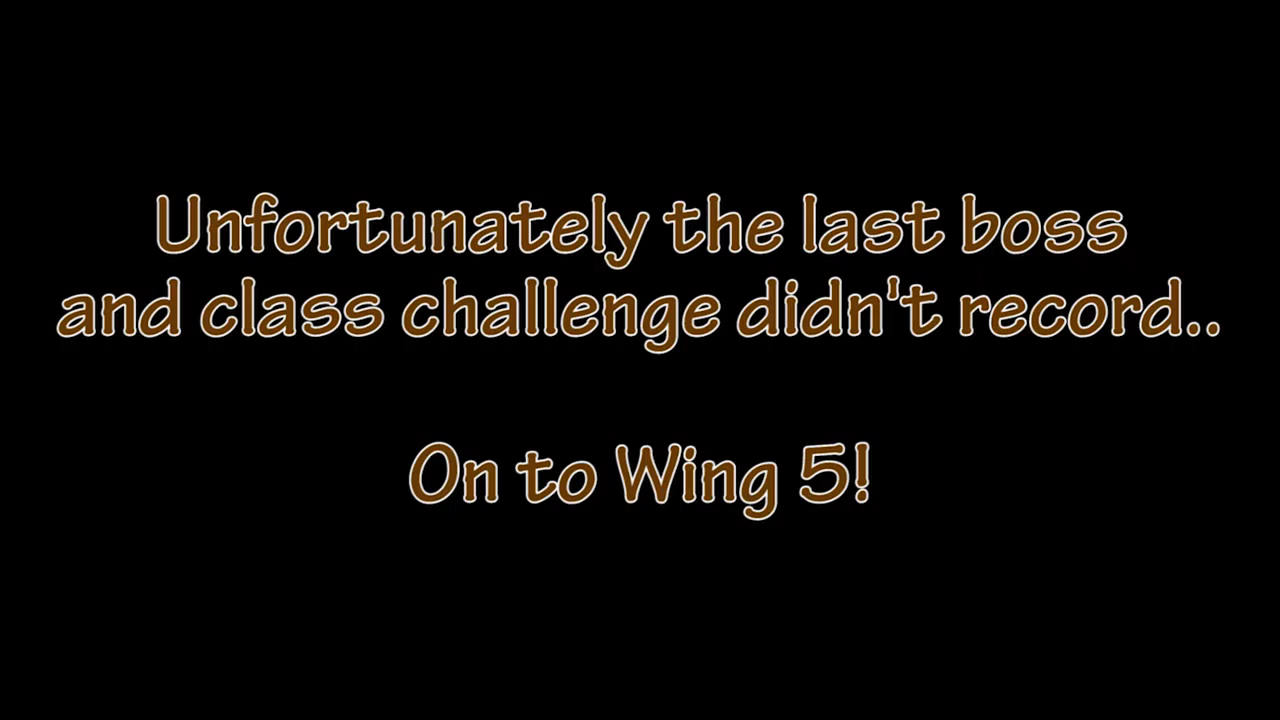 Unfortunately the last boss
and class challenge didn't record..
On to Wing 5!